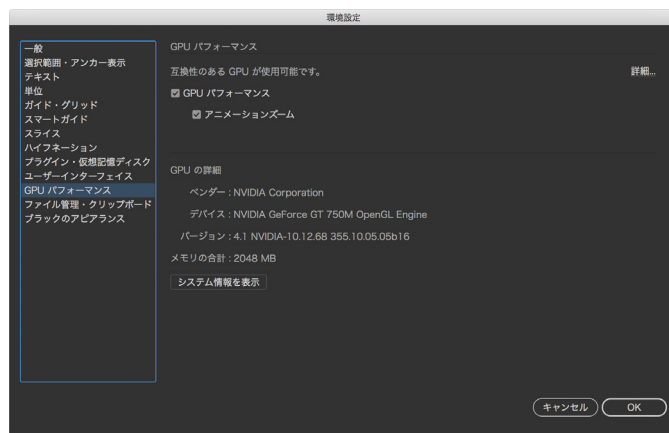 環境設定
一般
選択範囲・アンカー表示
テキスト
単位
ガイド・グリッド
スマートガイド
スライス
ハイフネーション
プラグイン・仮想記憶ディスク
ユーザーインターフェイス
GPU パフォーマンス
ファイル管理・クリップボード
ブラックのアピアランス
GPU パフォーマンス
互換性のある GPU が使用可能です。
詳細...
GPU パフォーマンス
アニメーションズーム
GPU の詳細
ベンダー : NVIDIA Corporation
デバイス : NVIDIA GeForce GT 750M OpenGL Engine
バージョン : 4.1 NVIDIA-10.12.68 355.10.05.05b16
メモリの合計 : 2048 MB
システム情報を表示
キャンセル
OK